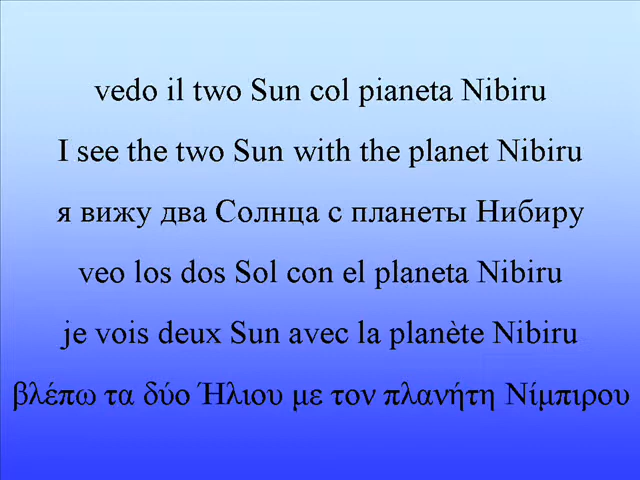 vedo il two Sun col pianeta Nibiru
I see the two Sun with the planet Nibiru
я вижу два Солнца с планеты Нибиру
veo los dos Sol con el planeta Nibiru
je vois deux Sun avec la planète Nibiru
βλέπω τα δύο Ήλιου με τον πλανήτη Νίμπιρου